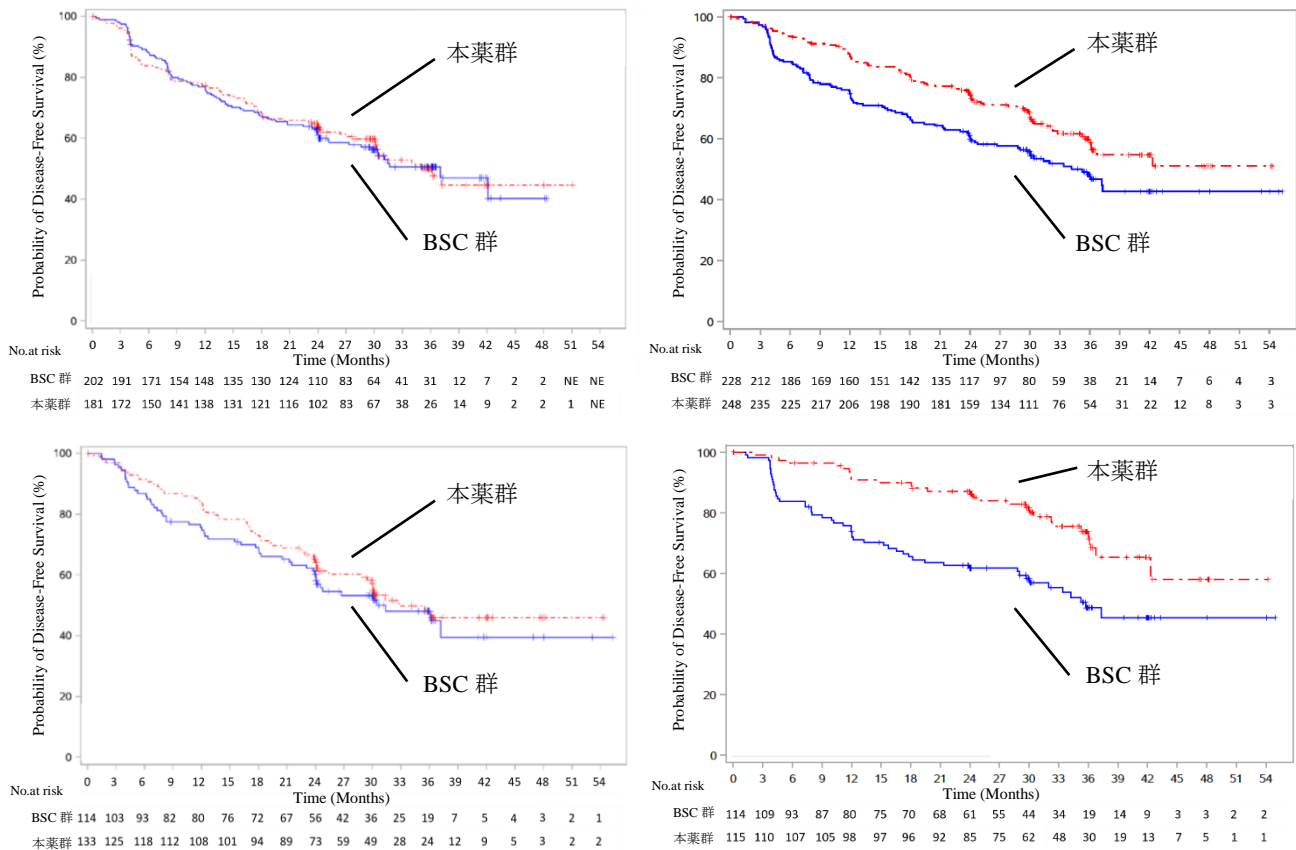 Probability of Disease-Free Survival (%)
100
80
60
40
20
0
本薬群
BSC 群
0 3 6 9 12 15 18 21 24 27 30 33 36 39 42 45 48 51 54
No.at risk
Time (Months)
BSC 群 202 191 171 154 148 135 130 124 110 83 64 41 31 12 7 2 2 NE NE
本薬群 181 172 150 141 138 131 121 116 102 83 67 38 26 14 9 2 2 1 NE
Probability of Disease-Free Survival (%)
100
80
60
40
20
0
本薬群
BSC 群
0 3 6 9 12 15 18 21 24 27 30 33 36 39 42 45 48 51 54
No.at risk
Time (Months)
BSC 群 228 212 186 169 160 151 142 135 117 97 80 59 38 21 14 7 6 4 3
本薬群 248 235 225 217 206 198 190 181 159 134 111 76 54 31 22 12 8 3 3
Probability of Disease-Free Survival (%)
100
80
60
40
20
0
本薬群
BSC 群
0 3 6 9 12 15 18 21 24 27 30 33 36 39 42 45 48 51 54
No.at risk
Time (Months)
BSC 群 114 103 93 82 80 76 72 67 56 42 36 25 19 7 5 4 3 2 1
本薬群 133 125 118 112 108 101 94 89 73 59 49 28 24 12 9 5 3 2 2
Probability of Disease-Free Survival (%)
100
80
60
40
20
0
本薬群
BSC 群
0 3 6 9 12 15 18 21 24 27 30 33 36 39 42 45 48 51 54
No.at risk
Time (Months)
BSC 群 114 109 93 87 80 75 70 68 61 55 44 34 19 14 9 3 3 2 2
本薬群 115 110 107 105 98 97 96 92 85 75 62 48 30 19 13 7 5 1 1